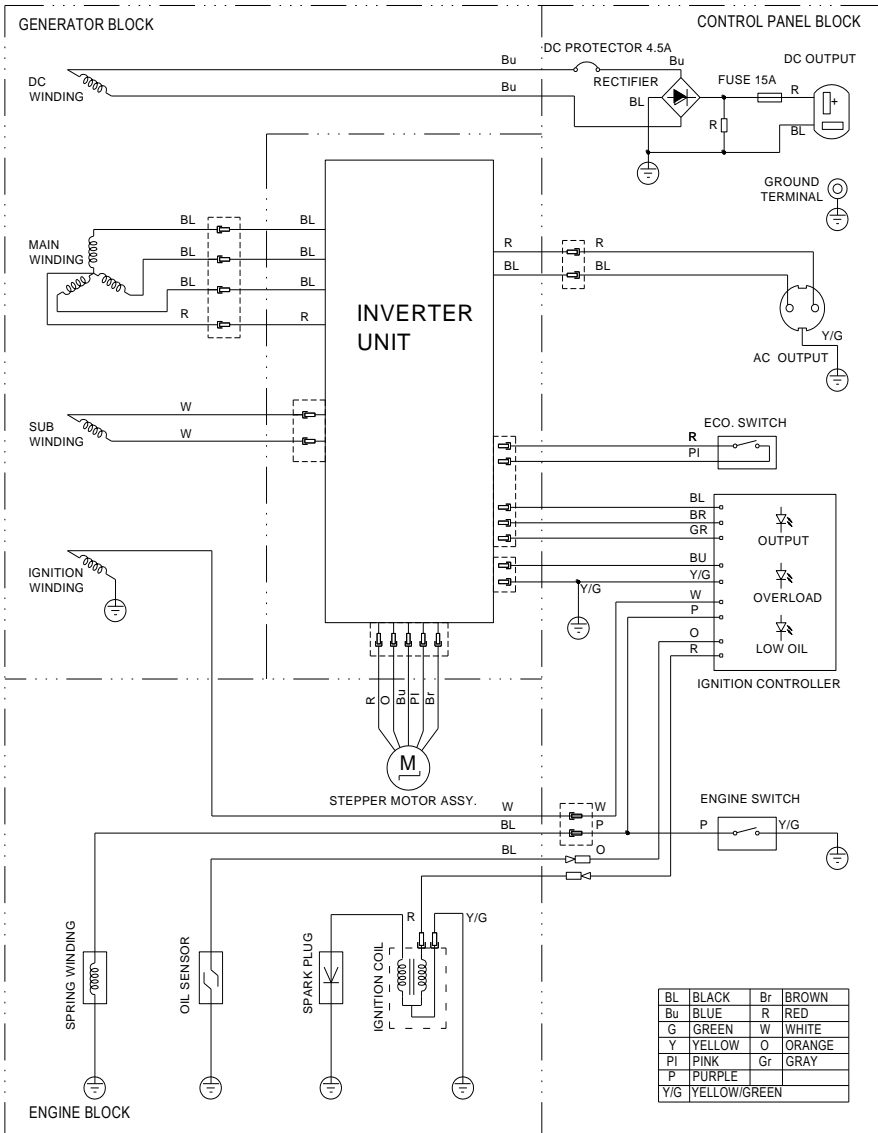 GENERATOR BLOCK
CONTROL PANEL BLOCK
DC PROTECTOR 4.5A
DC OUTPUT
Bu
Bu
RECTIFIER
FUSE 15A
DC
WINDING
Bu
BL
R
+
R
BL
GROUND
TERMINAL
BL
BL
MAIN
WINDING
BL
BL
R
R
BL
BL
BL
BL
R
R
INVERTER
UNIT
Y/G
AC OUTPUT
SUB
WINDING
W
W
ECO. SWITCH
R
PI
BL
BR
GR
OUTPUT
BU
Y/G
Y/G
OVERLOAD
W
P
O
LOW OIL
R
IGNITION CONTROLLER
IGNITION
WINDING
R
O
Bu
PI
Br
M
STEPPER MOTOR ASSY.
W
W
ENGINE SWITCH
BL
P
P
Y/G
BL
O
R
Y/G
SPRING WINDING
OIL SENSOR
SPARK PLUG
IGNITION COIL
BL BLACK Br BROWN
Bu BLUE R RED
G GREEN W WHITE
Y YELLOW O ORANGE
PI PINK Gr GRAY
P PURPLE
Y/G YELLOW/GREEN
ENGINE BLOCK